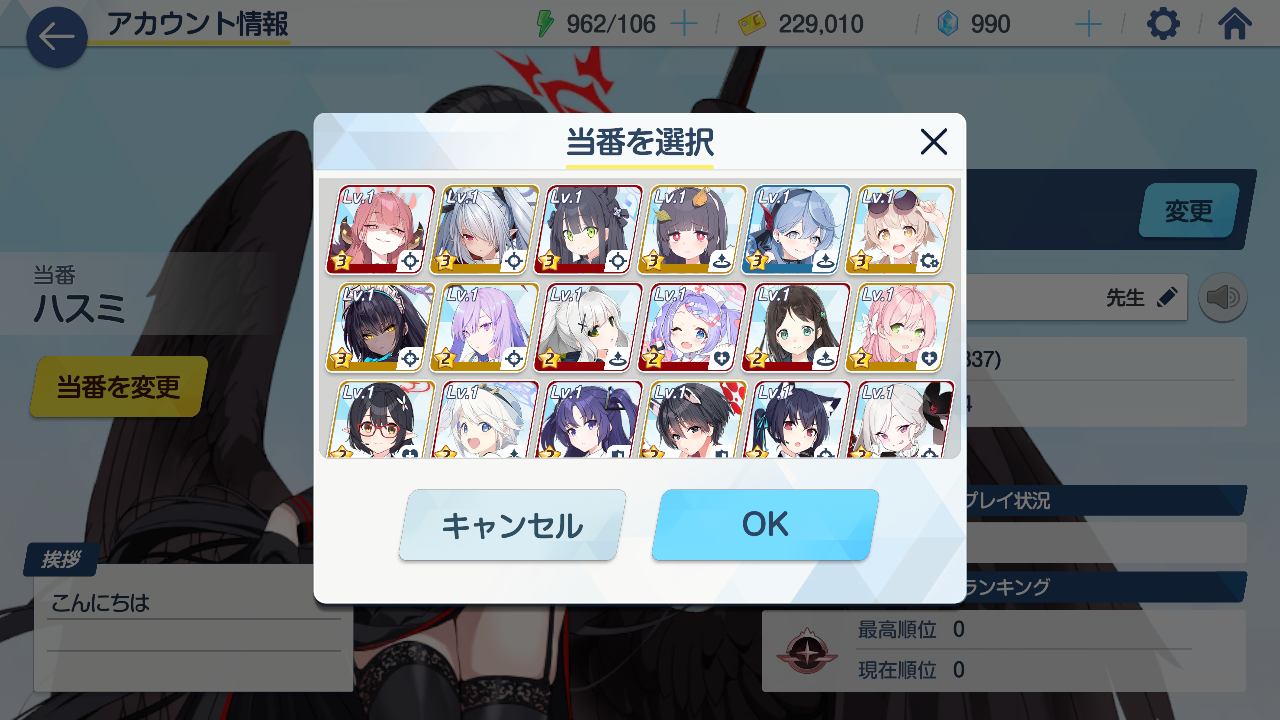 アカウント情報
962/106
229,010
990
当番を選択
Lv.1 Lv.1 Lv.1 Lv.1 Lv.1 Lv.1
3 3 3 3 3 3
Lv.1 Lv.1 Lv.1 Lv.1 Lv.1 Lv.1
3 2 2 2 2 2
Lv.1 Lv.1 Lv.1 Lv.1 Lv.1 Lv.1
キャンセル
OK
当番
ハスミ
当番を変更
挨拶
こんにちは
変更
先生
337)
4
プレイ状況
ランキング
最高順位 0
現在順位 0